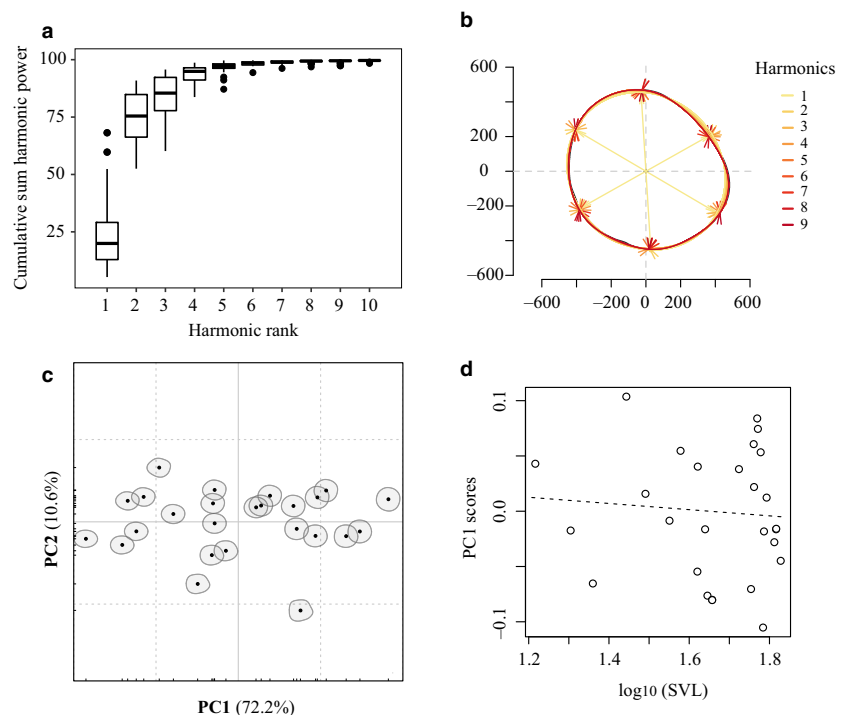 a
Cumulative sum harmonic power
100
75
50
25
1 2 3 4 5 6 7 8 9 10
Harmonic rank
b
600
200
0
−200
−600
−600 −200 0 200 600
Harmonics
1
2
3
4
5
6
7
8
9
c
PC2 (10.6%)
PC1 (72.2%)
d
PC1 scores
0.1
0.0
−0.1
1.2 1.4 1.6 1.8
log10 (SVL)